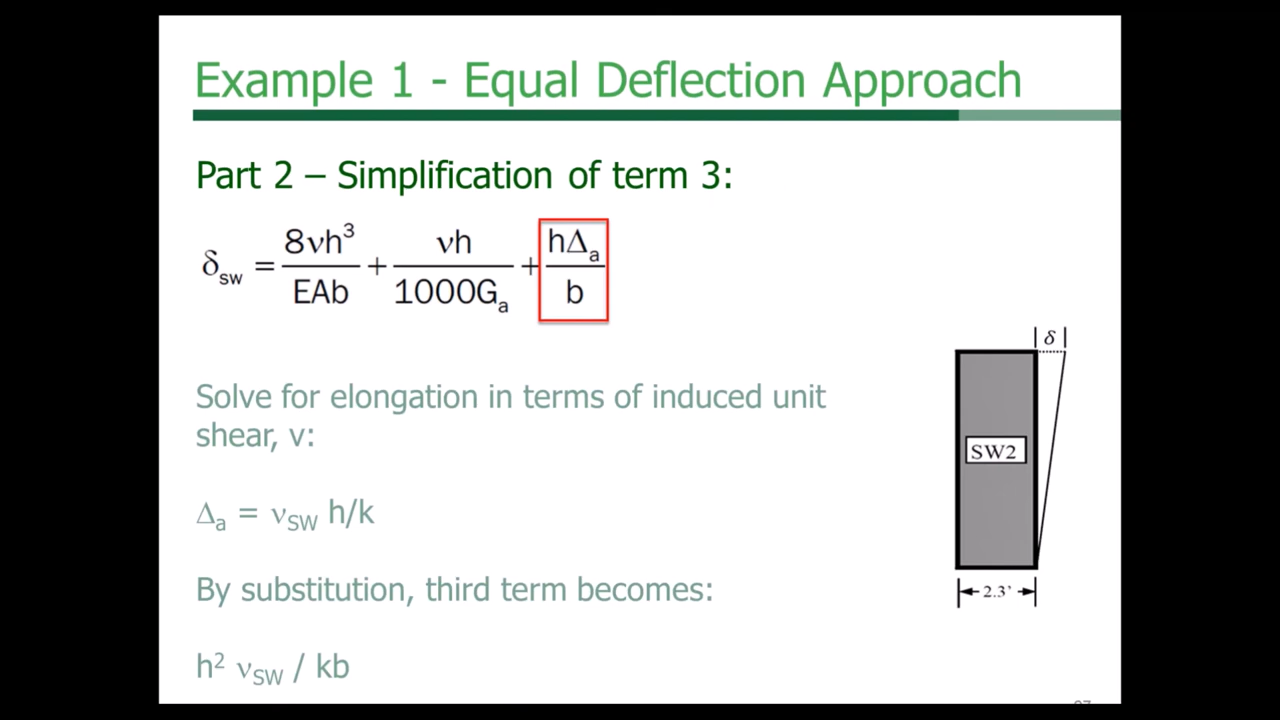 Example 1 - Equal Deflection Approach
Part 2 – Simplification of term 3:
δsw = 8νh³/EAb + νh/1000Gₐ + hΔₐ/b
| δ |
Solve for elongation in terms of induced unit
shear, v:
SW2
Δₐ = νSW h/k
By substitution, third term becomes:
2.3'
h² νSW / kb